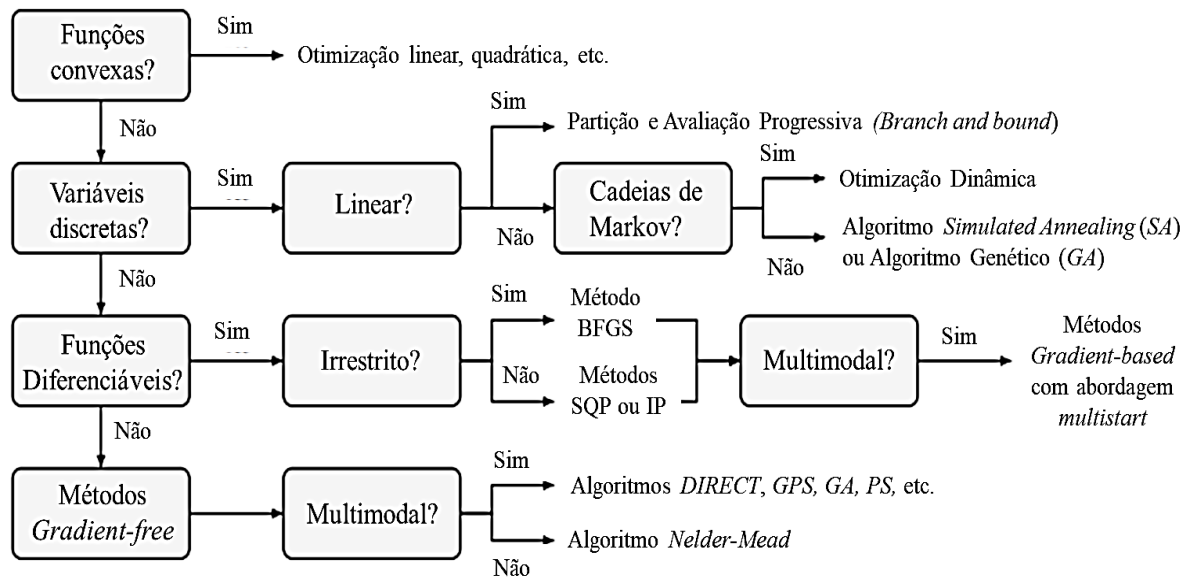 Funções
convexas?
Sim
Otimização linear, quadrática, etc.
Não
Variáveis
discretas?
Sim
Linear?
Sim
Partição e Avaliação Progressiva (Branch and bound)
Não
Cadeias de
Markov?
Sim
Otimização Dinâmica
Não
Algoritmo Simulated Annealing (SA)
ou Algoritmo Genético (GA)
Não
Funções
Diferenciáveis?
Sim
Irrestrito?
Sim
Método
BFGS
Não
Métodos
SQP ou IP
Multimodal?
Sim
Métodos
Gradient-based
com abordagem
multistart
Não
Métodos
Gradient-free
Multimodal?
Sim
Algoritmos DIRECT, GPS, GA, PS, etc.
Não
Algoritmo Nelder-Mead